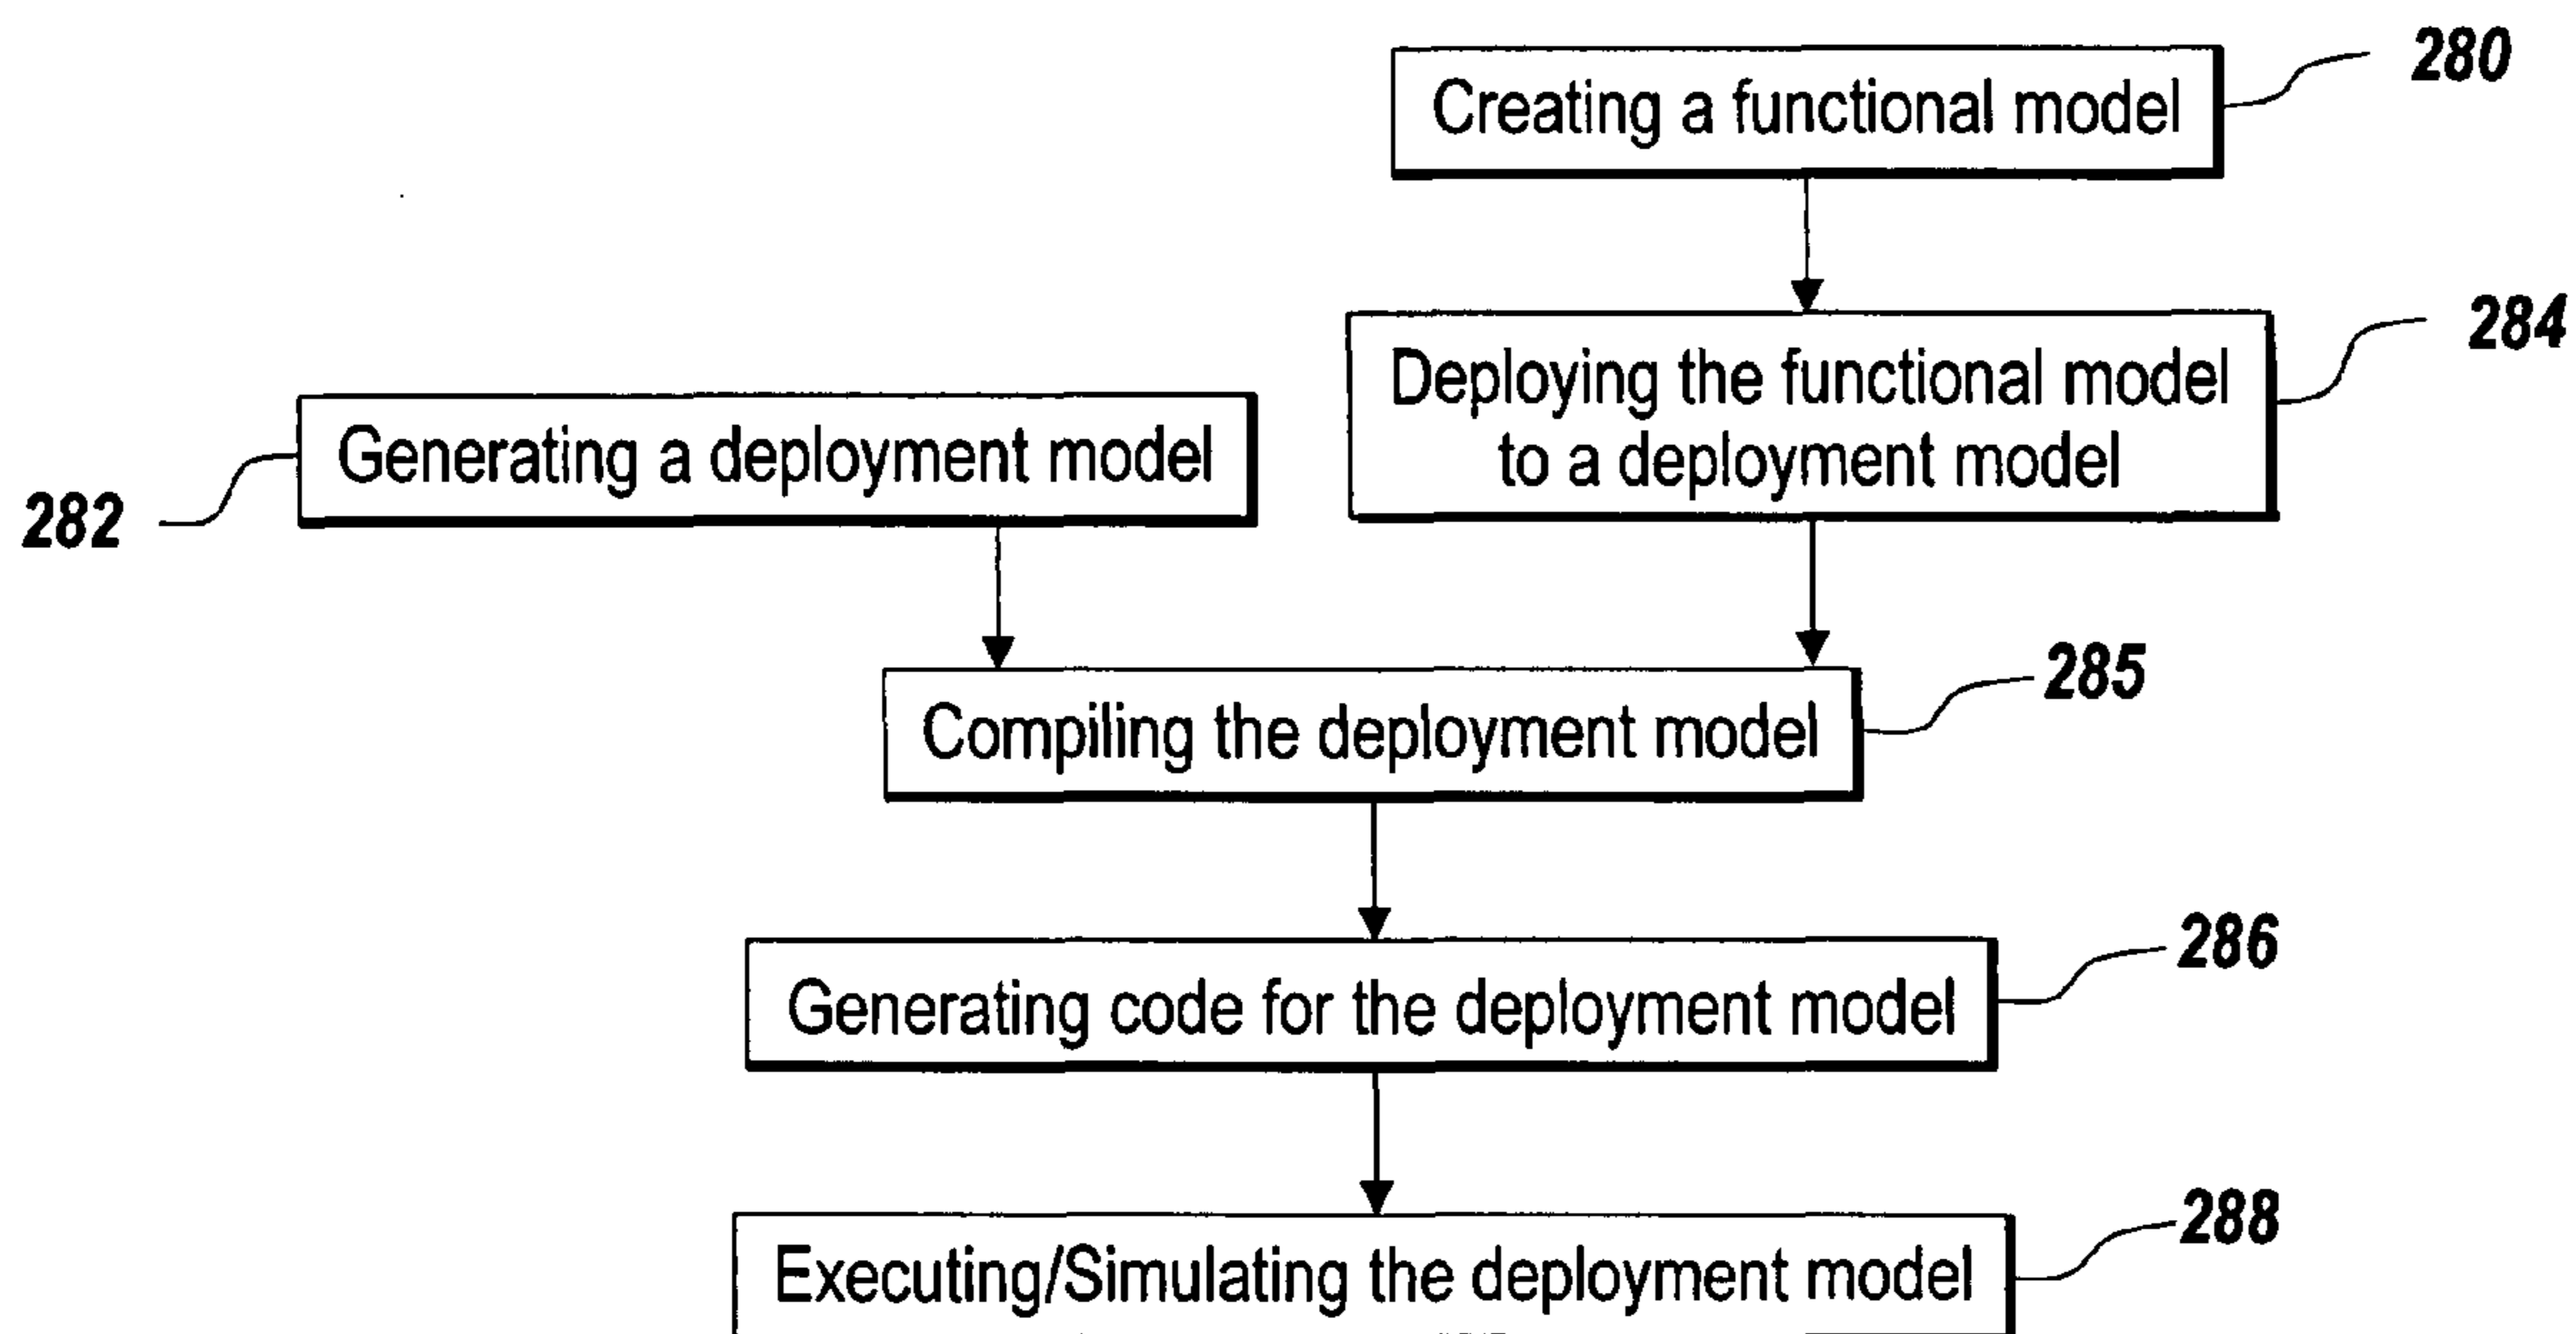 Creating a functional model
280
Deploying the functional model
to a deployment model
284
Generating a deployment model
282
Compiling the deployment model
285
Generating code for the deployment model
286
Executing/Simulating the deployment model
288